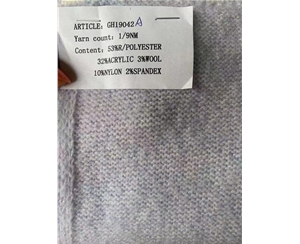 ARTICLE: GH19042A
Yarn count: 1/9NM
Content: 53%R/POLYESTER
32%ACRYLIC 3%WOOL
10%NYLON 2%SPANDEX